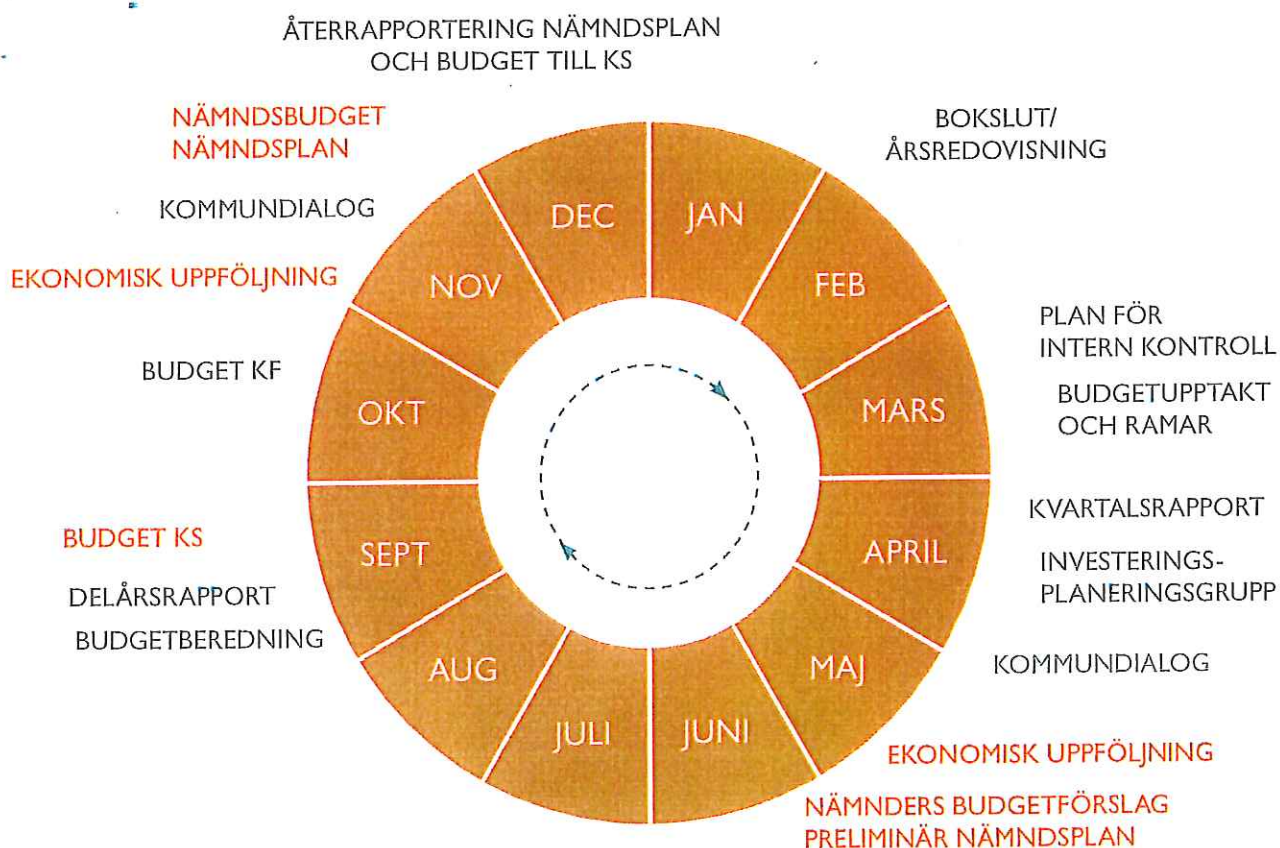 ÅTERRAPPORTERING NÄMNDSPLAN
OCH BUDGET TILL KS
NÄMNDSBUDGET
NÄMNDSPLAN
KOMMUNDIALOG
EKONOMISK UPPFÖLJNING
BUDGET KF
BUDGET KS
DELÅRSRAPPORT
BUDGETBEREDNING
BOKSLUT/
ÅRSREDOVISNING
PLAN FÖR
INTERN KONTROLL
BUDGETUPPTAKT
OCH RAMAR
KVARTALSRAPPORT
INVESTERINGS-
PLANERINGSGRUPP
KOMMUNDIALOG
EKONOMISK UPPFÖLJNING
NÄMNDERS BUDGETFÖRSLAG
PRELIMINÄR NÄMNDSPLAN
JAN
FEB
MARS
APRIL
MAJ
JUNI
JULI
AUG
SEPT
OKT
NOV
DEC